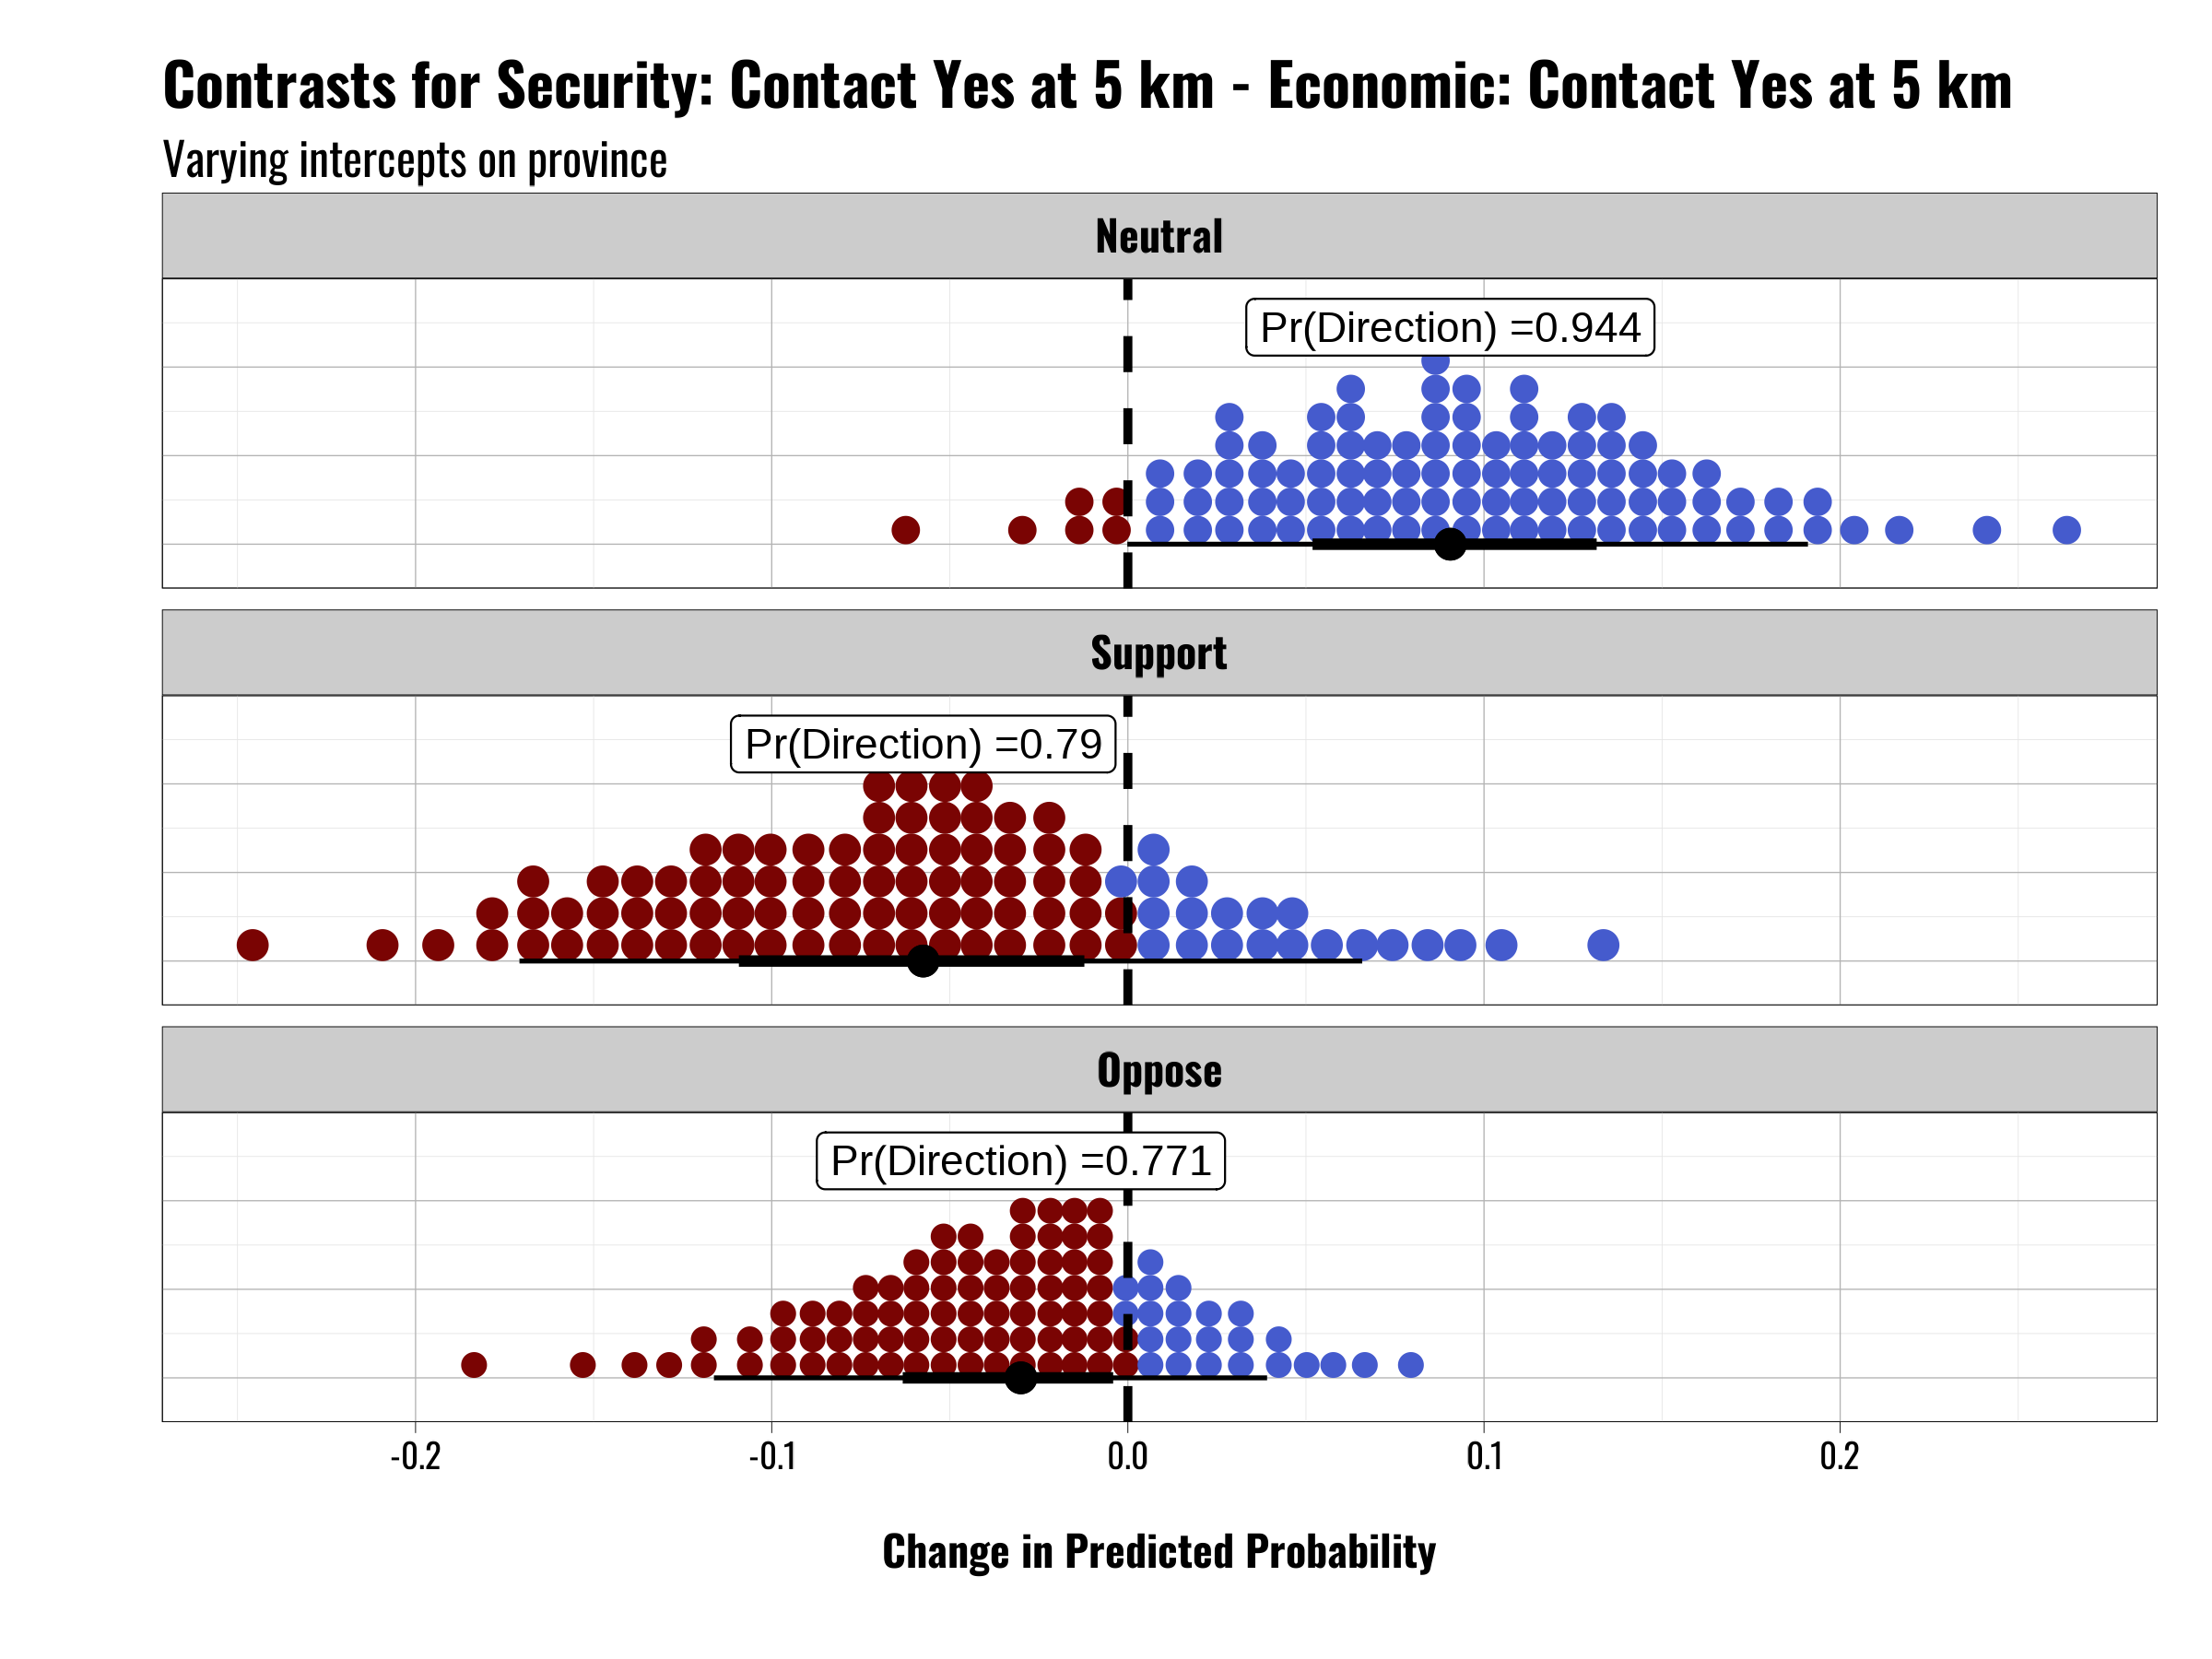 Contrasts for Security: Contact Yes at 5 km - Economic: Contact Yes at 5 km
Varying intercepts on province
Neutral
Pr(Direction) =0.944
Support
Pr(Direction) =0.79
Oppose
Pr(Direction) =0.771
-0.2 -0.1 0.0 0.1 0.2
Change in Predicted Probability